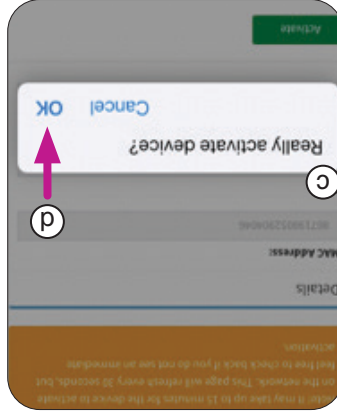 order. It may take up to 15 minutes for the device to activate
on the network. This page will refresh every 30 seconds, but
feel free to check back if you do not see an immediate
activation.
Details
MAC Address:
c
Really activate device?
d
Cancel OK
Activate